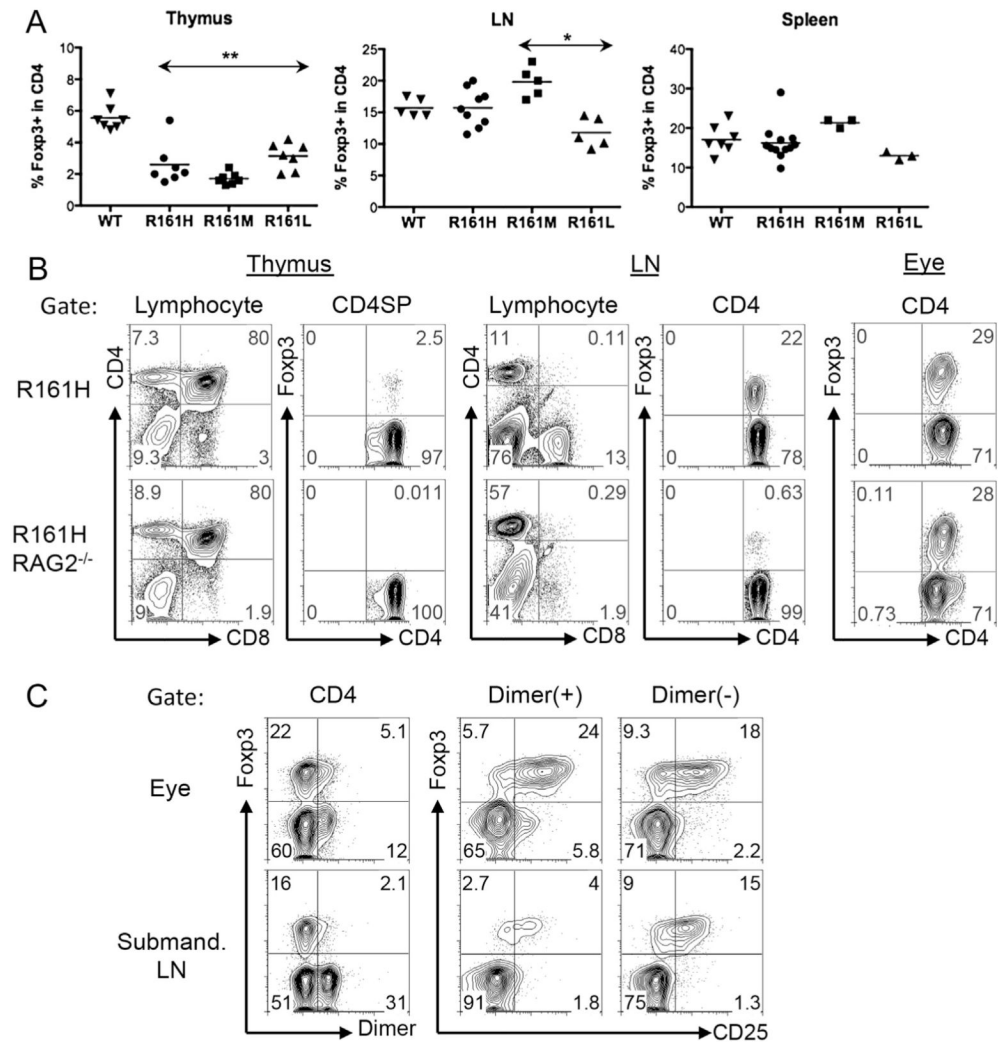 A
Thymus
% Foxp3+ in CD4
10
8
6
4
2
0
**
WT R161H R161M R161L
LN
% Foxp3+ in CD4
25
20
15
10
5
0
*
WT R161H R161M R161L
Spleen
% Foxp3+ in CD4
40
30
20
10
0
WT R161H R161M R161L
B
Thymus LN Eye
Gate: Lymphocyte CD4SP Lymphocyte CD4 CD4
R161H
CD4
7.3 80
9.3 3
Foxp3
0 2.5
0 97
CD4
11 0.11
76 13
Foxp3
0 22
0 78
Foxp3
0 29
0 71
R161H
RAG2-/-
8.9 80
9 1.9
CD8
0 0.011
0 100
CD4
57 0.29
41 1.9
CD8
0 0.63
0 99
CD4
0.11 28
0.73 71
CD4
C
Gate: CD4 Dimer(+) Dimer(-)
Eye
Foxp3
22 5.1
60 12
Foxp3
5.7 24
65 5.8
9.3 18
71 2.2
Submand.
LN
16 2.1
51 31
Dimer
2.7 4
91 1.8
9 15
75 1.3
CD25